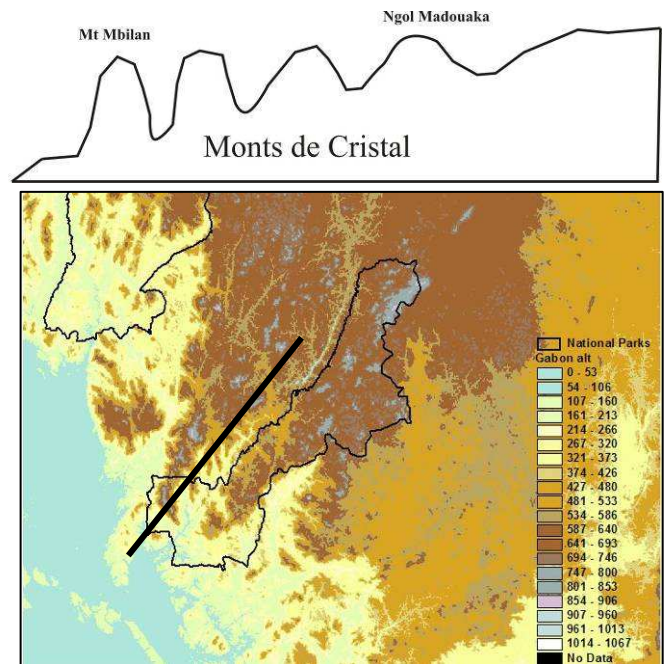 Mt Mbilan
Ngol Madouaka
Monts de Cristal
National Parks
Gabon alt
0 - 53
54 - 106
107 - 160
161 - 213
214 - 266
267 - 320
321 - 373
374 - 426
427 - 480
481 - 533
534 - 586
587 - 640
641 - 693
694 - 746
747 - 800
801 - 853
854 - 906
907 - 960
961 - 1013
1014 - 1067
No Data